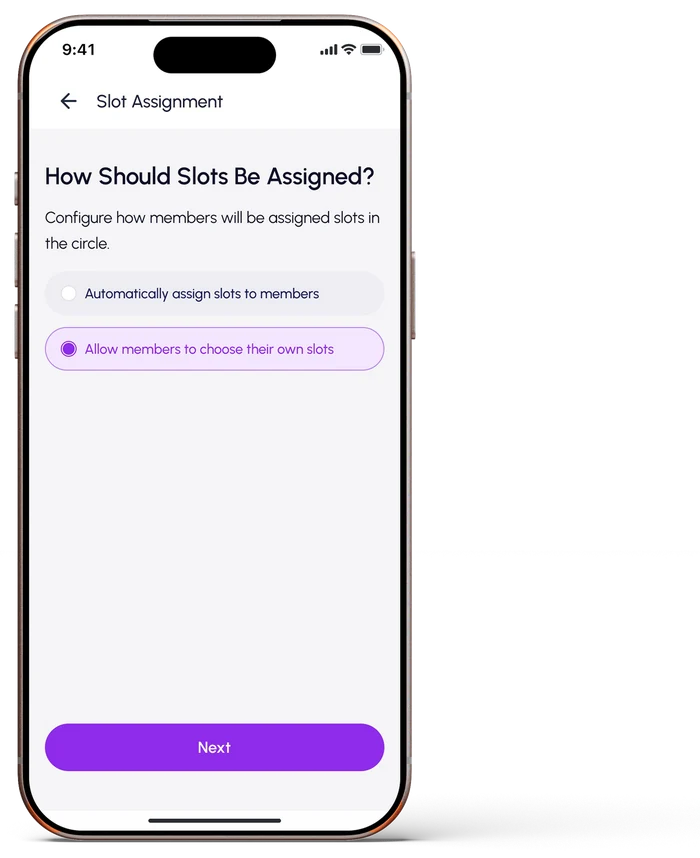 9:41
Slot Assignment
How Should Slots Be Assigned?
Configure how members will be assigned slots in
the circle.
Automatically assign slots to members
Allow members to choose their own slots
Next